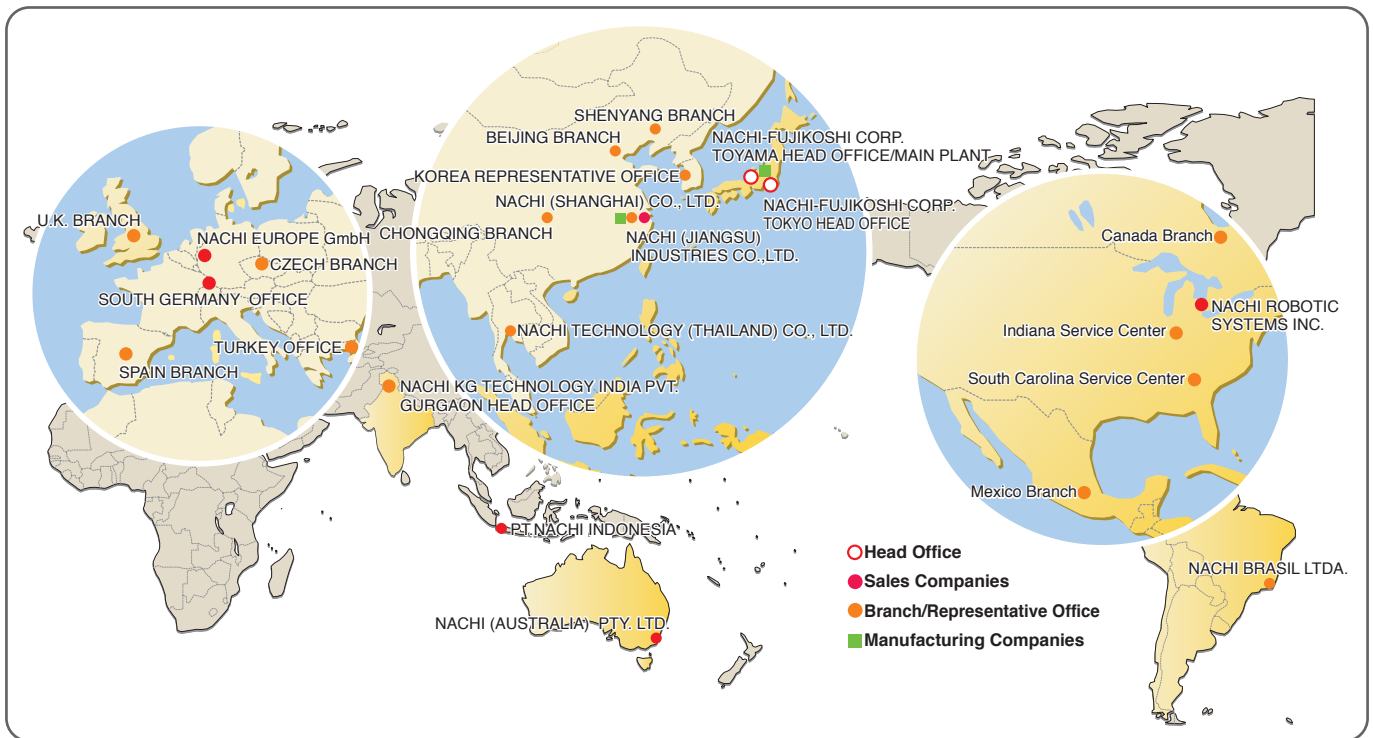 U.K. BRANCH
NACHI EUROPE GmbH
CZECH BRANCH
SOUTH GERMANY OFFICE
TURKEY OFFICE
SPAIN BRANCH
SHENYANG BRANCH
BEIJING BRANCH
NACHI-FUJIKOSHI CORP.
TOYAMA HEAD OFFICE/MAIN PLANT
KOREA REPRESENTATIVE OFFICE
NACHI (SHANGHAI) CO., LTD.
NACHI-FUJIKOSHI CORP.
TOKYO HEAD OFFICE
CHONGQING BRANCH
NACHI (JIANGSU)
INDUSTRIES CO.,LTD.
NACHI TECHNOLOGY (THAILAND) CO., LTD.
NACHI KG TECHNOLOGY INDIA PVT.
GURGAON HEAD OFFICE
PT.NACHI INDONESIA
NACHI (AUSTRALIA) PTY. LTD.
Canada Branch
NACHI ROBOTIC
SYSTEMS INC.
Indiana Service Center
South Carolina Service Center
Mexico Branch
NACHI BRASIL LTDA.
Head Office
Sales Companies
Branch/Representative Office
Manufacturing Companies